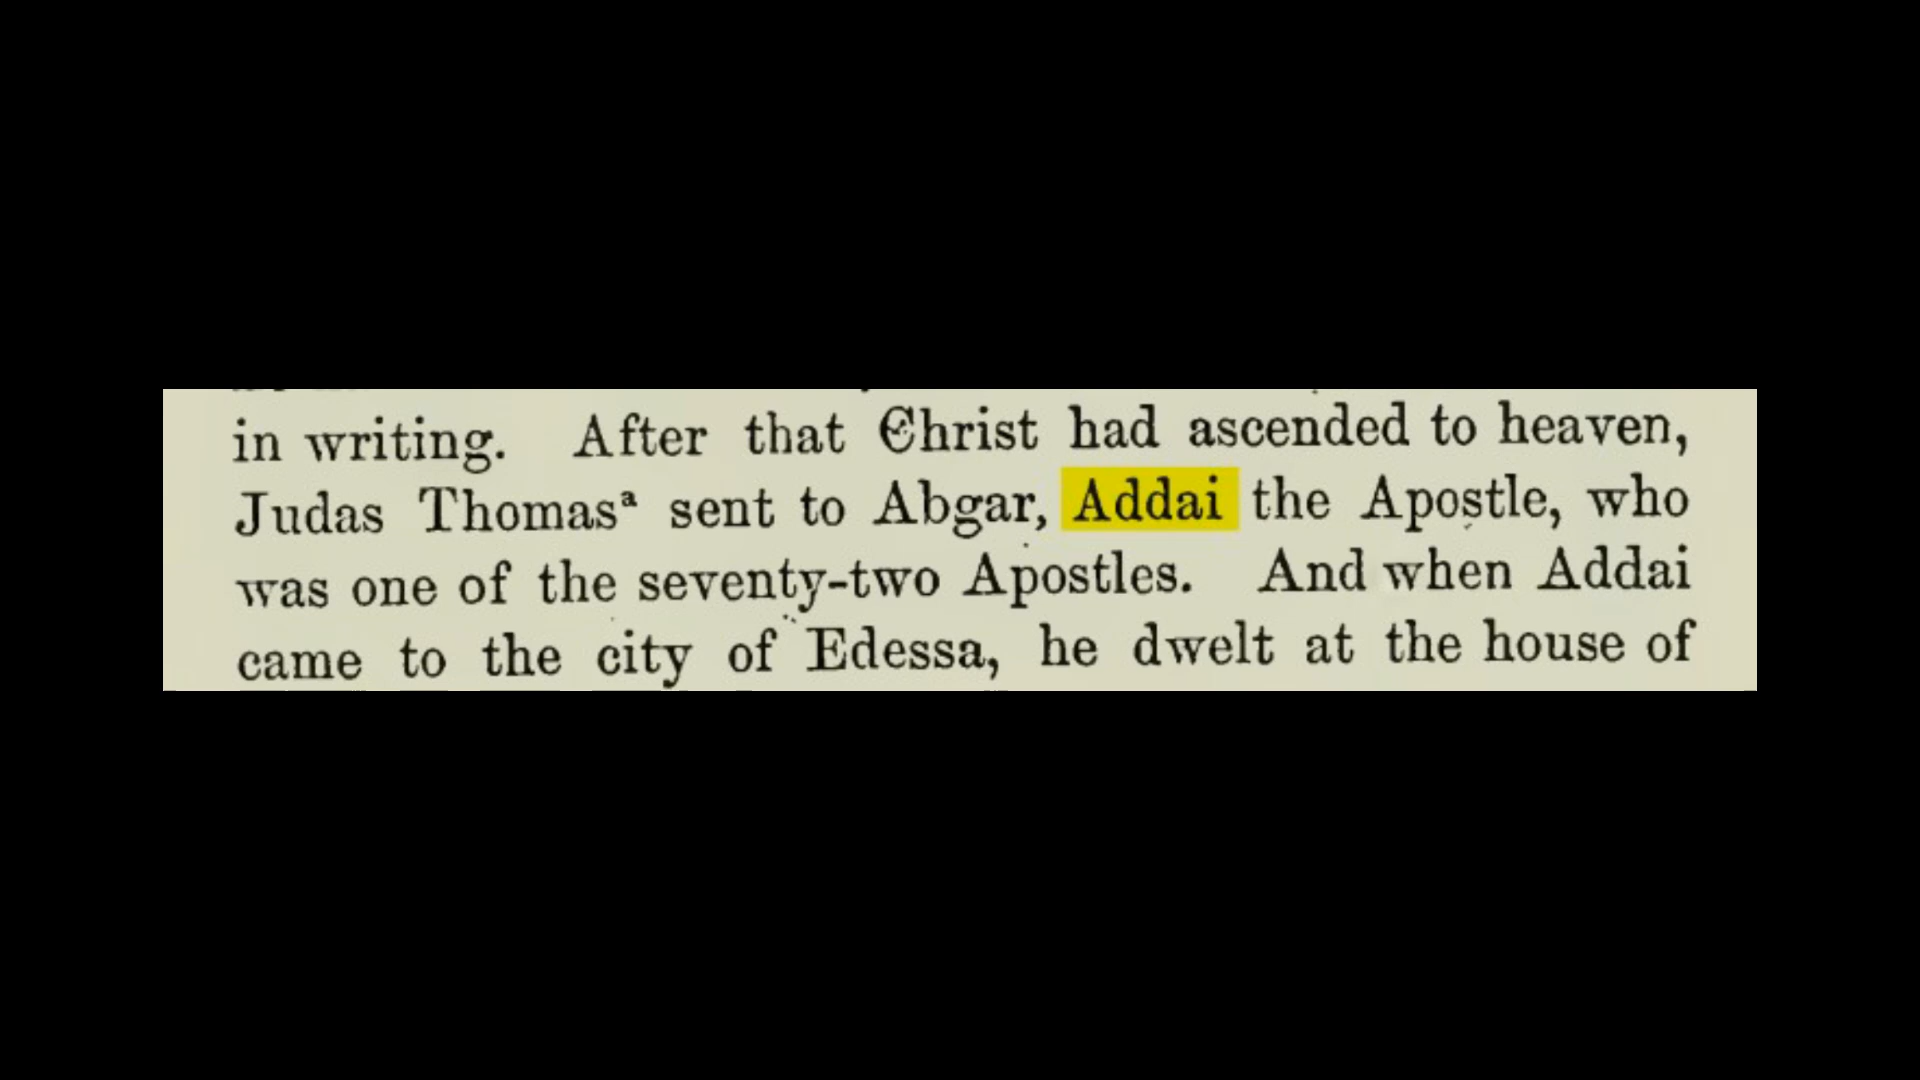 in writing. After that Christ had ascended to heaven,
Judas Thomasᵃ sent to Abgar, Addai the Apostle, who
was one of the seventy-two Apostles. And when Addai
came to the city of Edessa, he dwelt at the house of